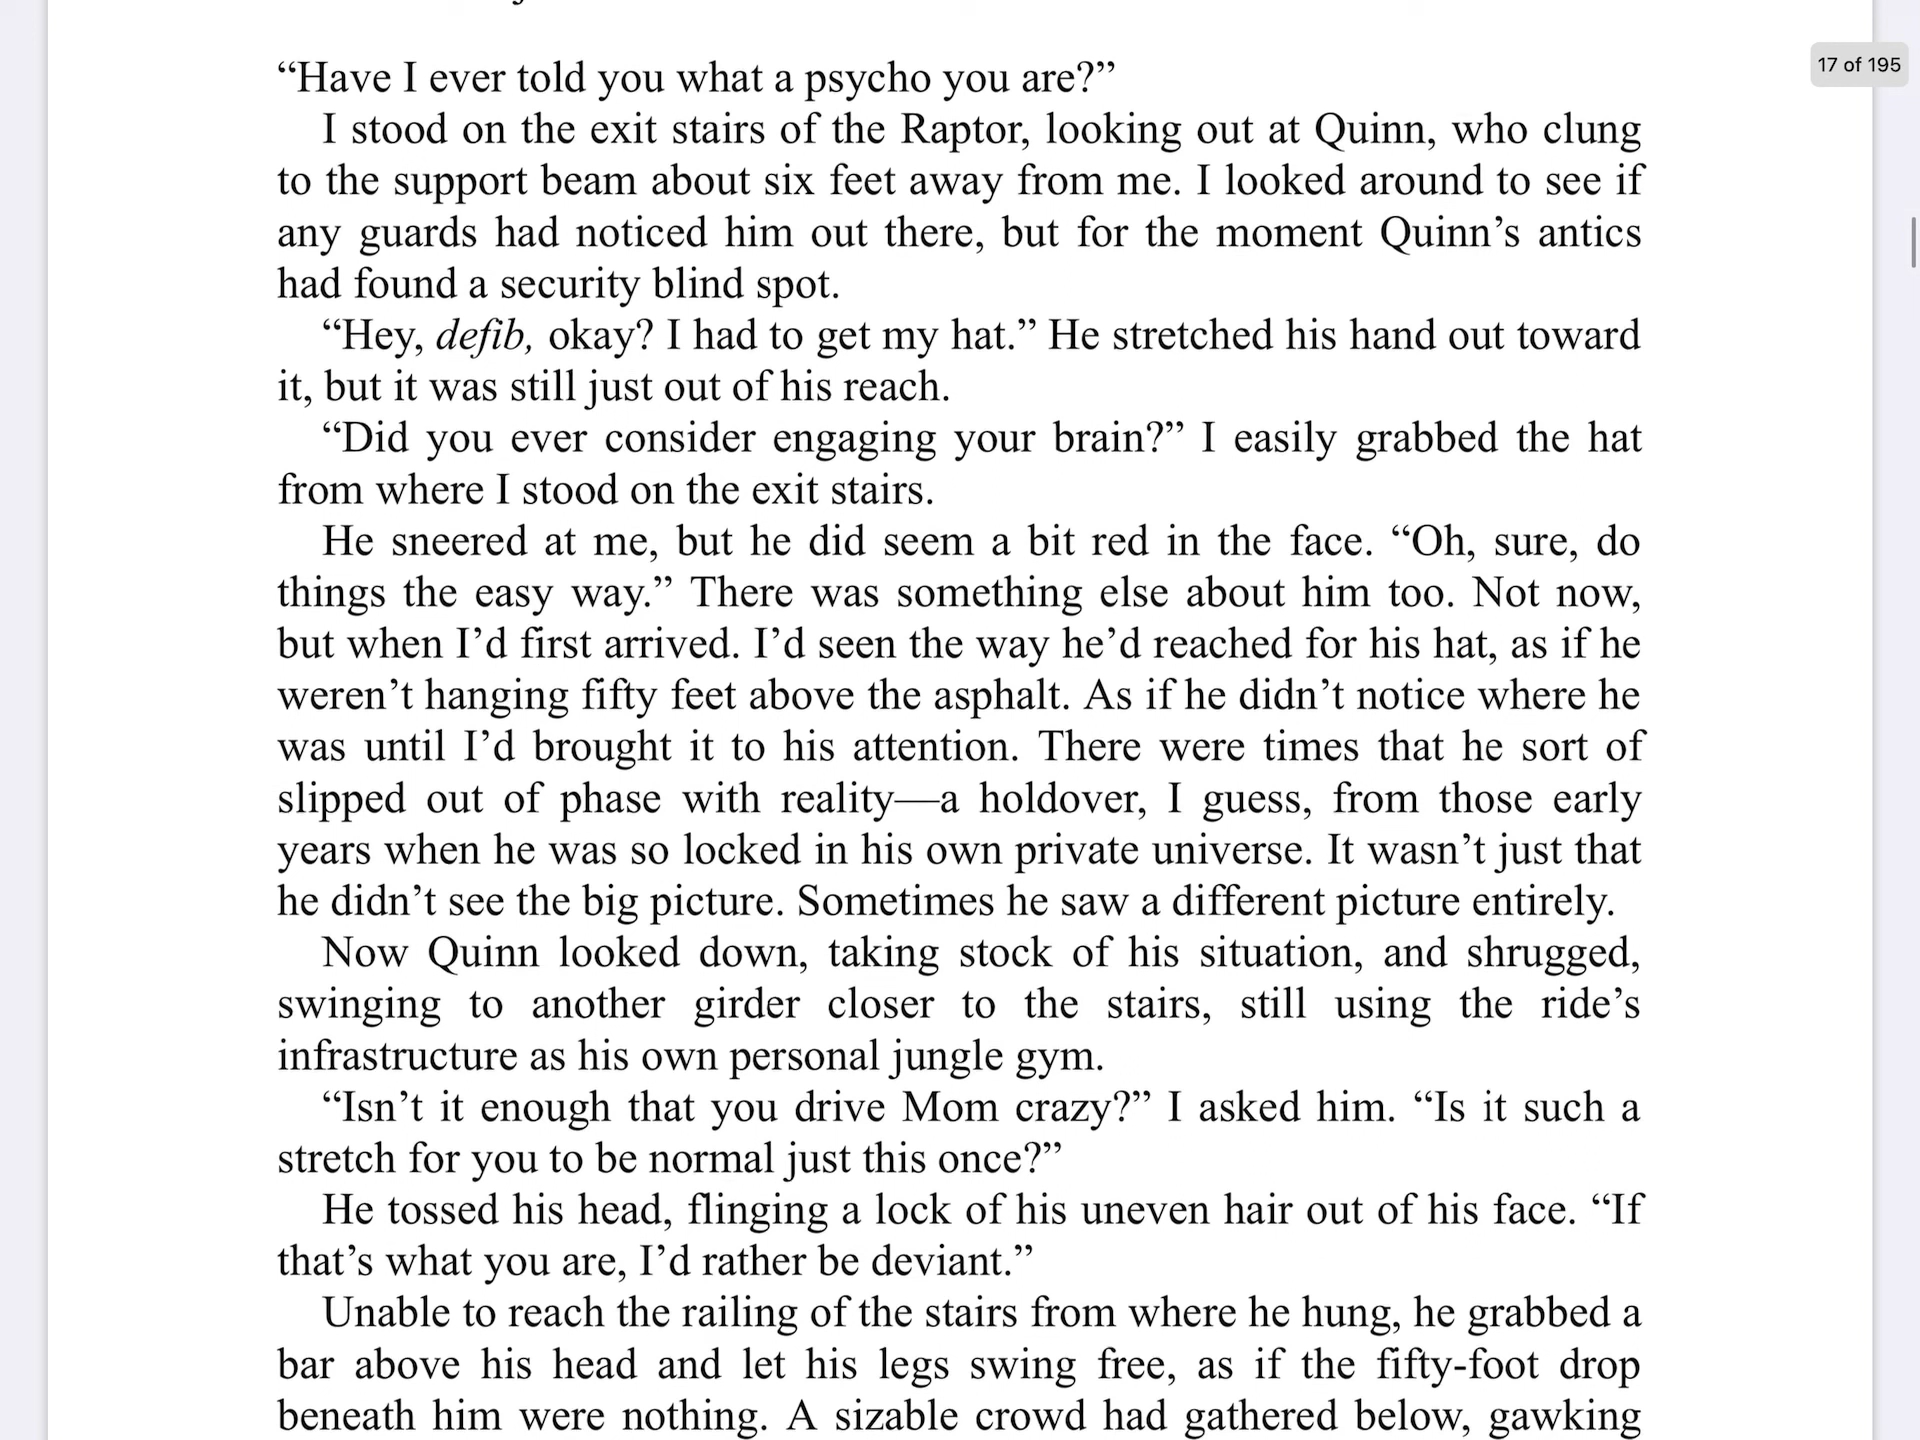 “Have I ever told you what a psycho you are?”
17 of 195
I stood on the exit stairs of the Raptor, looking out at Quinn, who clung
to the support beam about six feet away from me. I looked around to see if
any guards had noticed him out there, but for the moment Quinn’s antics
had found a security blind spot.
“Hey, defib, okay? I had to get my hat.” He stretched his hand out toward
it, but it was still just out of his reach.
“Did you ever consider engaging your brain?” I easily grabbed the hat
from where I stood on the exit stairs.
He sneered at me, but he did seem a bit red in the face. “Oh, sure, do
things the easy way.” There was something else about him too. Not now,
but when I’d first arrived. I’d seen the way he’d reached for his hat, as if he
weren’t hanging fifty feet above the asphalt. As if he didn’t notice where he
was until I’d brought it to his attention. There were times that he sort of
slipped out of phase with reality—a holdover, I guess, from those early
years when he was so locked in his own private universe. It wasn’t just that
he didn’t see the big picture. Sometimes he saw a different picture entirely.
Now Quinn looked down, taking stock of his situation, and shrugged,
swinging to another girder closer to the stairs, still using the ride’s
infrastructure as his own personal jungle gym.
“Isn’t it enough that you drive Mom crazy?” I asked him. “Is it such a
stretch for you to be normal just this once?”
He tossed his head, flinging a lock of his uneven hair out of his face. “If
that’s what you are, I’d rather be deviant.”
Unable to reach the railing of the stairs from where he hung, he grabbed a
bar above his head and let his legs swing free, as if the fifty-foot drop
beneath him were nothing. A sizable crowd had gathered below, gawking